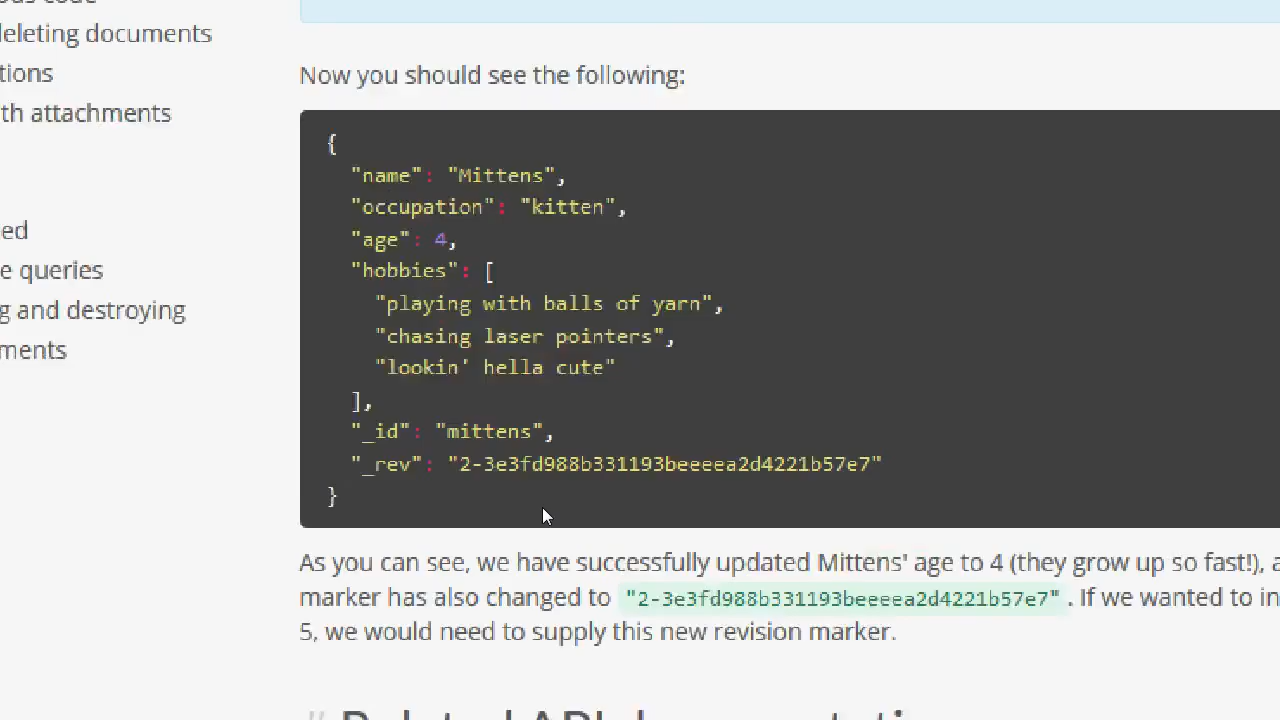 deleting documents
tions
th attachments
ed
e queries
g and destroying
ments
Now you should see the following:
{
"name": "Mittens",
"occupation": "kitten",
"age": 4,
"hobbies": [
"playing with balls of yarn",
"chasing laser pointers",
"lookin' hella cute"
],
"_id": "mittens",
"_rev": "2-3e3fd988b331193beeeea2d4221b57e7"
}
As you can see, we have successfully updated Mittens' age to 4 (they grow up so fast!), a
marker has also changed to "2-3e3fd988b331193beeeea2d4221b57e7" . If we wanted to in
5, we would need to supply this new revision marker.